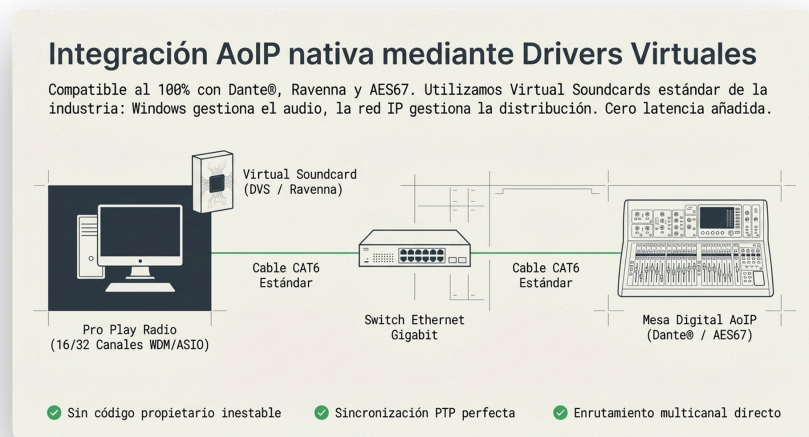 Integración AoIP nativa mediante Drivers Virtuales
Compatible al 100% con Dante®, Ravenna y AES67. Utilizamos Virtual Soundcards estándar de la
industria: Windows gestiona el audio, la red IP gestiona la distribución. Cero latencia añadida.
Virtual Soundcard
(DVS / Ravenna)
Cable CAT6
Estándar
Cable CAT6
Estándar
Pro Play Radio
(16/32 Canales WDM/ASIO)
Switch Ethernet
Gigabit
Mesa Digital AoIP
(Dante® / AES67)
Sin código propietario inestable
Sincronización PTP perfecta
Enrutamiento multicanal directo